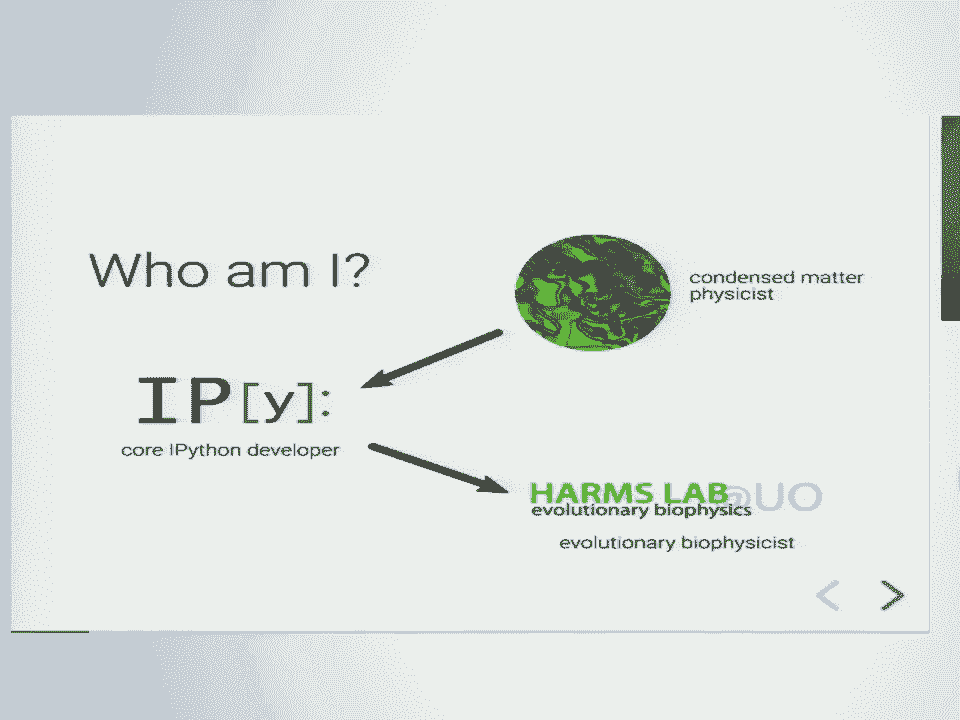 Who am I?
condensed matter
physicist
IP[y]:
core IPython developer
HARMS LAB@UO
evolutionary biophysics
evolutionary biophysicist